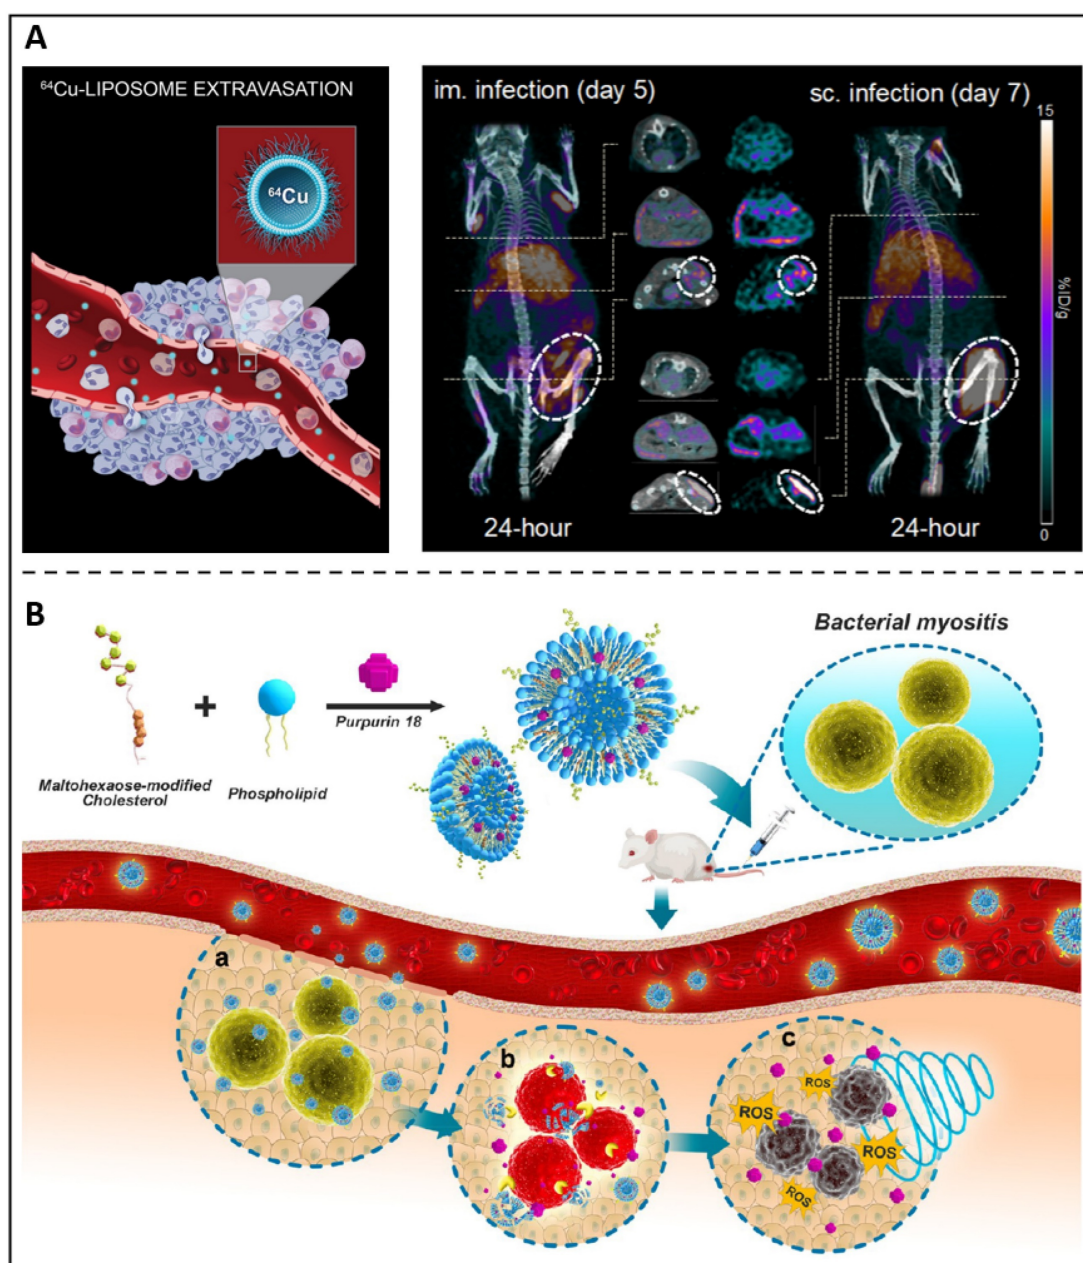 A
⁶⁴Cu-LIPOSOME EXTRAVASATION
⁶⁴Cu
im. infection (day 5)
sc. infection (day 7)
15
%ID/g
0
24-hour
24-hour
B
Bacterial myositis
+
Purpurin 18
Maltohexaose-modified
Cholesterol
Phospholipid
a
b
c
ROS
ROS
ROS
ROS